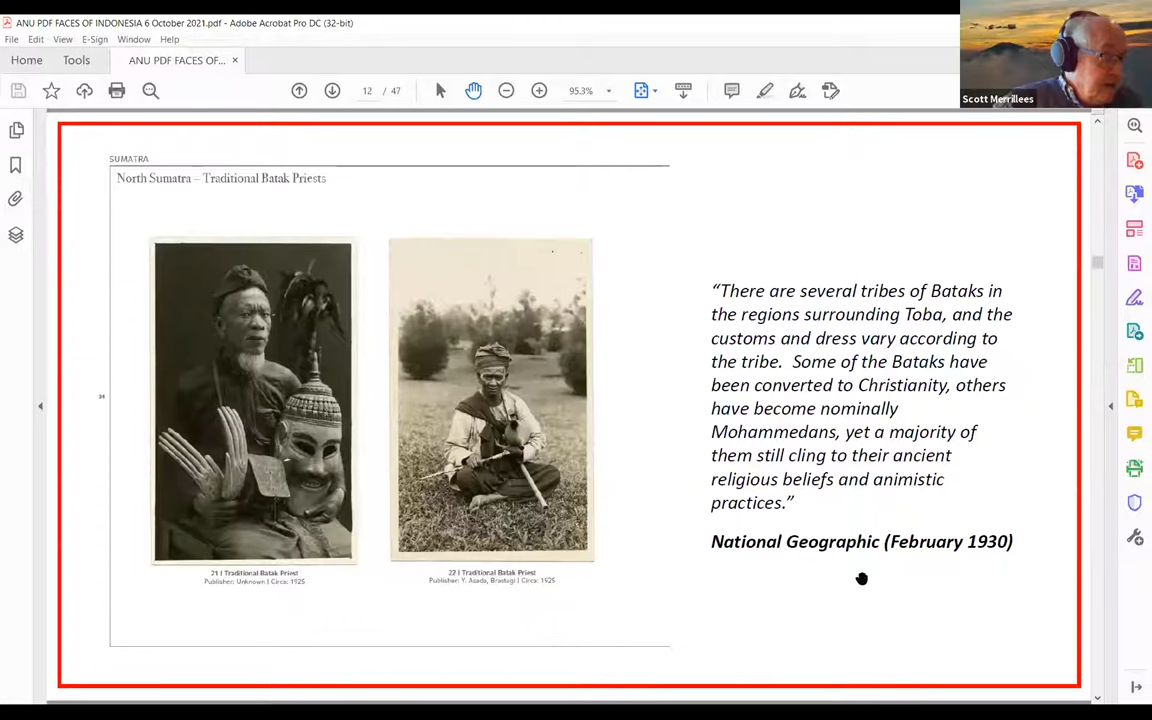 ANU PDF FACES OF INDONESIA 6 October 2021.pdf - Adobe Acrobat Pro DC (32-bit)
File Edit View E-Sign Window Help
Home Tools ANU PDF FACES OF... ×
12 / 47 95.3%
Scott Merrillees
SUMATRA
North Sumatra – Traditional Batak Priests
“There are several tribes of Bataks in
the regions surrounding Toba, and the
customs and dress vary according to
the tribe. Some of the Bataks have
been converted to Christianity, others
have become nominally
Mohammedans, yet a majority of
them still cling to their ancient
religious beliefs and animistic
practices.”
National Geographic (February 1930)
34
21 I Traditional Batak Priest
Publisher: Unknown I Circa: 1925
22 I Traditional Batak Priest
Publisher: Y. Asada, Brastagi I Circa: 1925